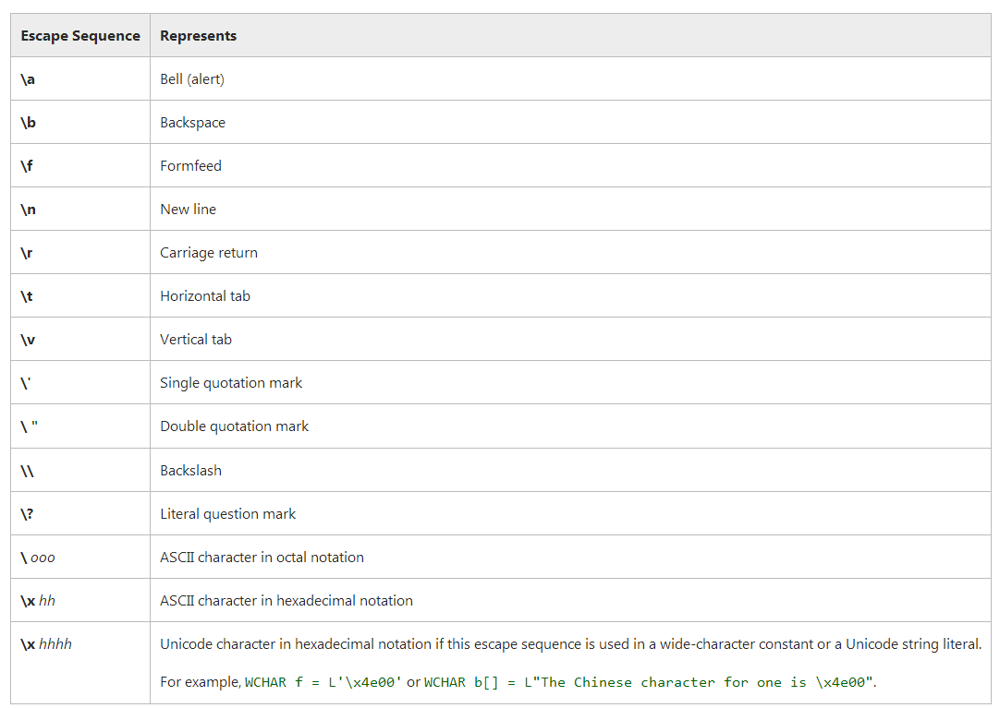 Escape Sequence Represents
\a Bell (alert)
\b Backspace
\f Formfeed
\n New line
\r Carriage return
\t Horizontal tab
\v Vertical tab
\' Single quotation mark
\ " Double quotation mark
\\ Backslash
\? Literal question mark
\ ooo ASCII character in octal notation
\x hh ASCII character in hexadecimal notation
\x hhhh Unicode character in hexadecimal notation if this escape sequence is used in a wide-character constant or a Unicode string literal.
For example, WCHAR f = L'\x4e00' or WCHAR b[] = L"The Chinese character for one is \x4e00".